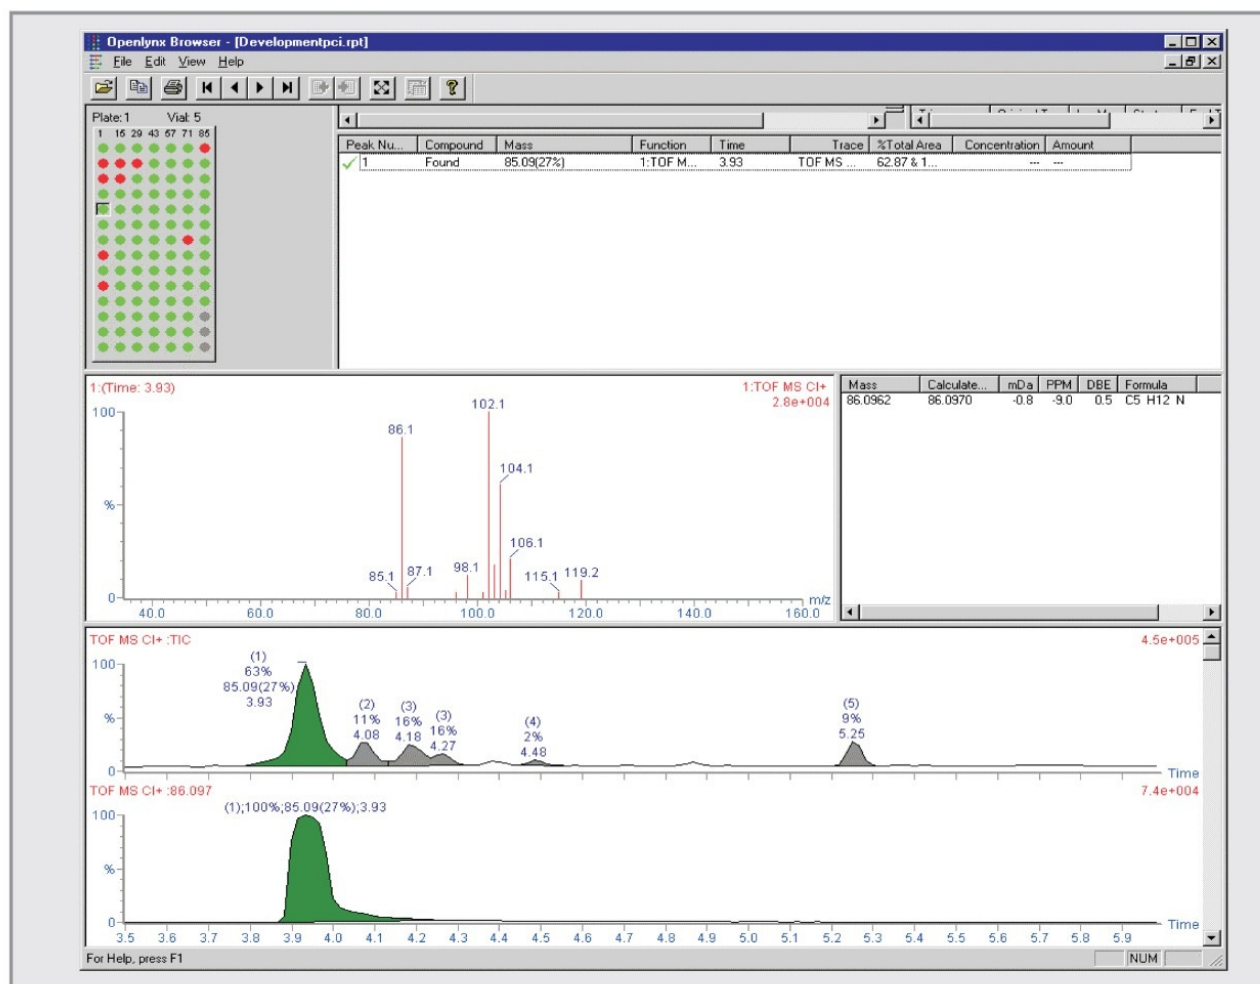 Openlynx Browser - [Developmentpci.rpt]
File Edit View Help
Plate:1 Vial: 5
1 15 29 43 57 71 85
Peak Nu... Compound Mass Function Time Trace %Total Area Concentration Amount
1 Found 85.09(27%) 1:TOF M... 3.93 TOF MS ... 62.87 & 1... --- ---
1:(Time: 3.93)
1:TOF MS CI+
2.8e+004
100
%
0
102.1
86.1
104.1
106.1
85.1
87.1
98.1
115.1
119.2
m/z
40.0 60.0 80.0 100.0 120.0 140.0 160.0
Mass Calculate... mDa PPM DBE Formula
86.0962 86.0970 -0.8 -9.0 0.5 C5 H12 N
TOF MS CI+ :TIC
4.5e+005
100
%
0
(1)
63%
85.09(27%)
3.93
(2)
11%
4.08
(3)
16%
4.18
(3)
16%
4.27
(4)
2%
4.48
(5)
9%
5.25
Time
TOF MS CI+ :86.097
7.4e+004
(1);100%;85.09(27%);3.93
100
%
0
Time
3.5 3.6 3.7 3.8 3.9 4.0 4.1 4.2 4.3 4.4 4.5 4.6 4.7 4.8 4.9 5.0 5.1 5.2 5.3 5.4 5.5 5.6 5.7 5.8 5.9
For Help, press F1
NUM